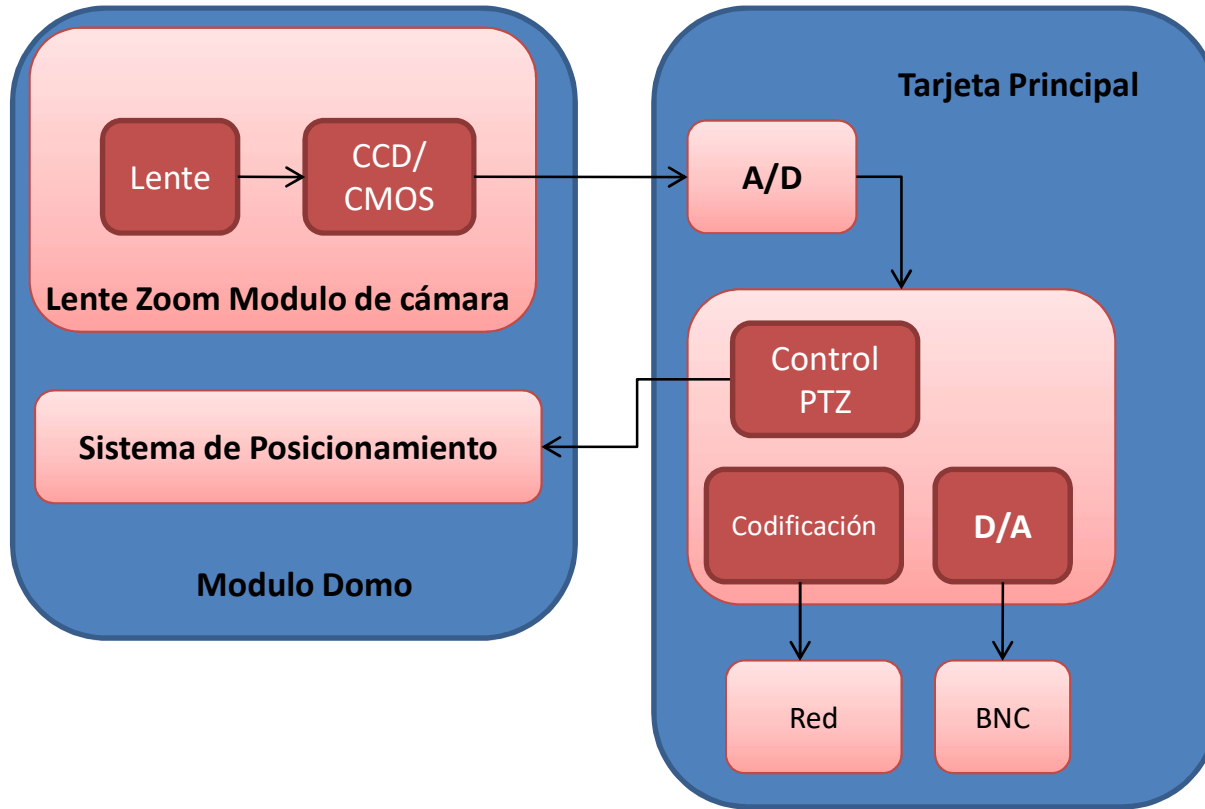 Lente
CCD/
CMOS
Lente Zoom Modulo de cámara
Sistema de Posicionamiento
Modulo Domo
Tarjeta Principal
A/D
Control
PTZ
Codificación
D/A
Red
BNC